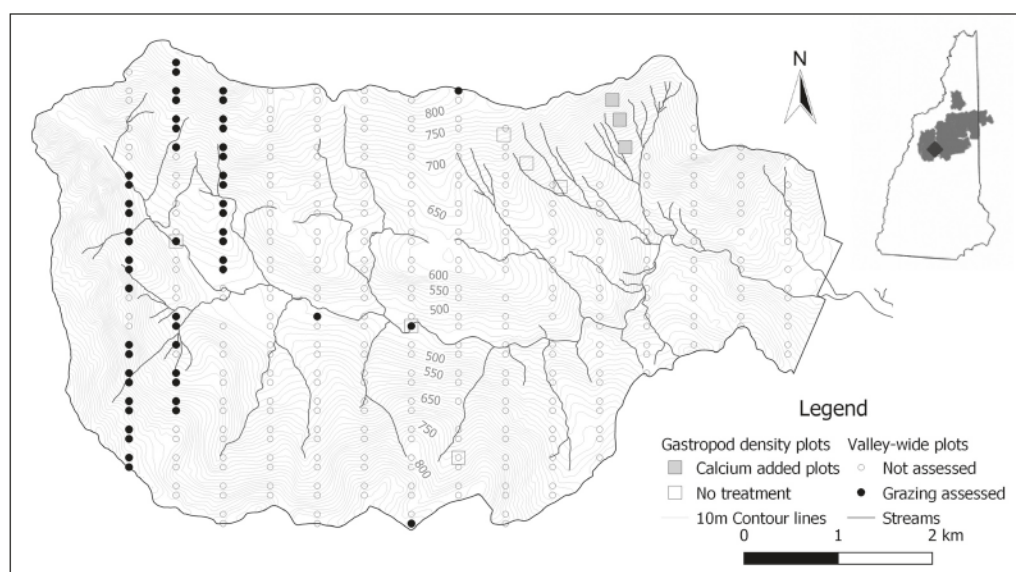 N
800
750
700
650
600
550
500
500
550
650
750
800
Legend
Gastropod density plots Valley-wide plots
Calcium added plots Not assessed
No treatment Grazing assessed
10m Contour lines Streams
0 1 2 km